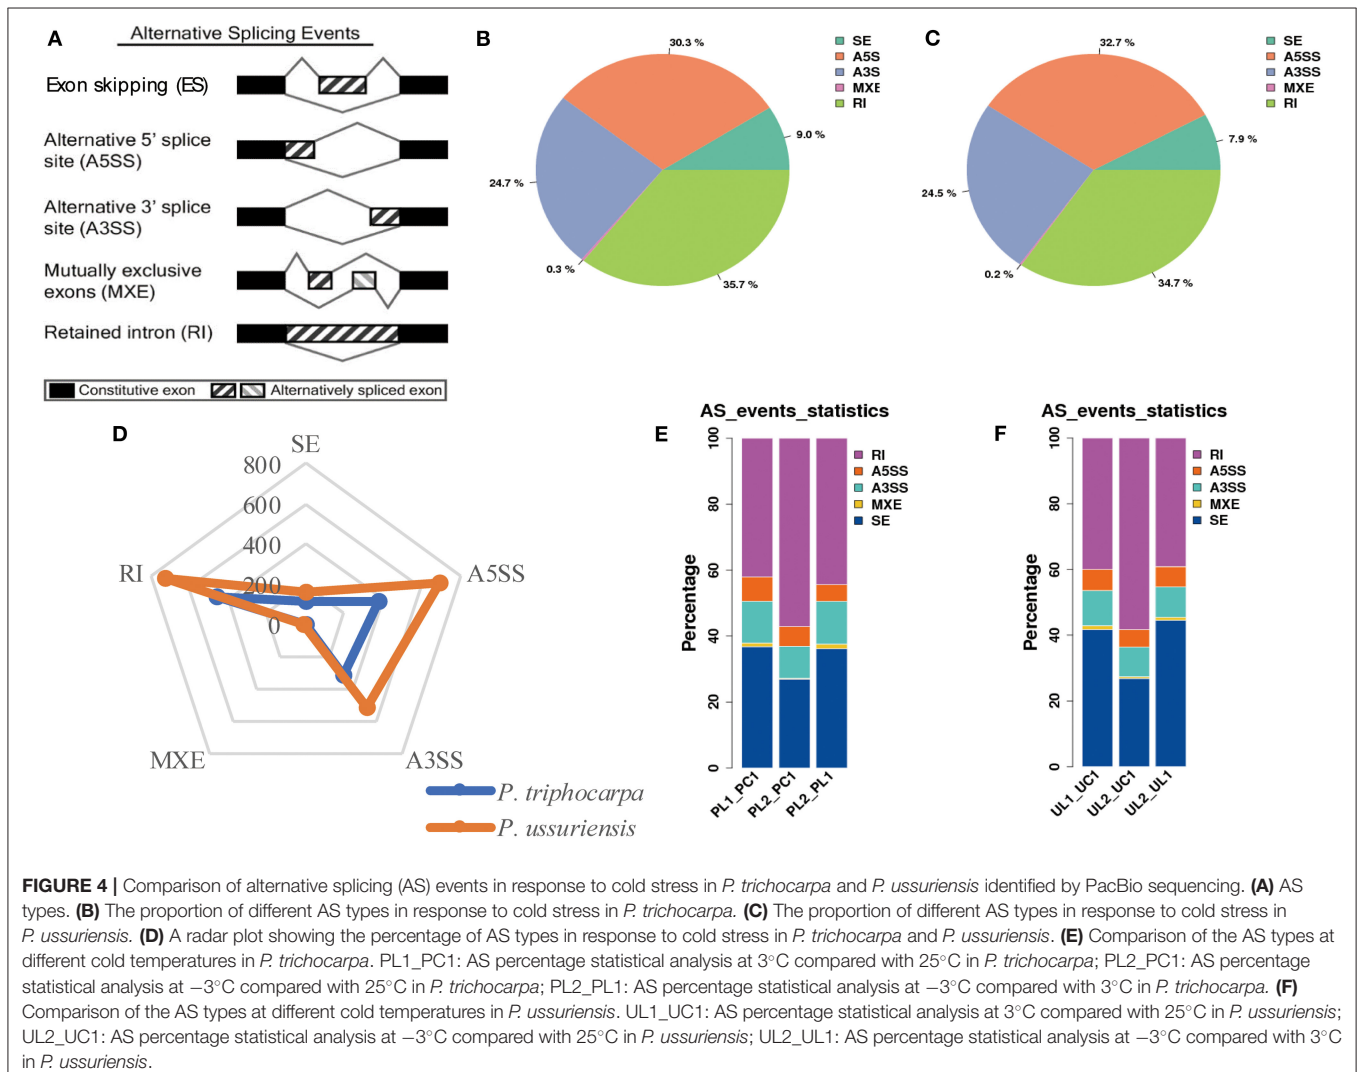 A
Alternative Splicing Events
Exon skipping (ES)
Alternative 5' splice
site (A5SS)
Alternative 3' splice
site (A3SS)
Mutually exclusive
exons (MXE)
Retained intron (RI)
Constitutive exon
Alternatively spliced exon
B
30.3 %
9.0 %
24.7 %
0.3 %
35.7 %
SE
A5S
A3S
MXE
RI
C
32.7 %
7.9 %
24.5 %
0.2 %
34.7 %
SE
A5SS
A3SS
MXE
RI
D
SE
800
600
400
200
0
RI
A5SS
MXE
A3SS
P. triphocarpa
P. ussuriensis
E
AS_events_statistics
Percentage
100
80
60
40
20
0
RI
A5SS
A3SS
MXE
SE
PL1_PC1
PL2_PC1
PL2_PL1
F
AS_events_statistics
Percentage
100
80
60
40
20
0
RI
A5SS
A3SS
MXE
SE
UL1_UC1
UL2_UC1
UL2_UL1
FIGURE 4 | Comparison of alternative splicing (AS) events in response to cold stress in P. trichocarpa and P. ussuriensis identified by PacBio sequencing. (A) AS
types. (B) The proportion of different AS types in response to cold stress in P. trichocarpa. (C) The proportion of different AS types in response to cold stress in
P. ussuriensis. (D) A radar plot showing the percentage of AS types in response to cold stress in P. trichocarpa and P. ussuriensis. (E) Comparison of the AS types at
different cold temperatures in P. trichocarpa. PL1_PC1: AS percentage statistical analysis at 3°C compared with 25°C in P. trichocarpa; PL2_PC1: AS percentage
statistical analysis at −3°C compared with 25°C in P. trichocarpa; PL2_PL1: AS percentage statistical analysis at −3°C compared with 3°C in P. trichocarpa. (F)
Comparison of the AS types at different cold temperatures in P. ussuriensis. UL1_UC1: AS percentage statistical analysis at 3°C compared with 25°C in P. ussuriensis;
UL2_UC1: AS percentage statistical analysis at −3°C compared with 25°C in P. ussuriensis; UL2_UL1: AS percentage statistical analysis at −3°C compared with 3°C
in P. ussuriensis.